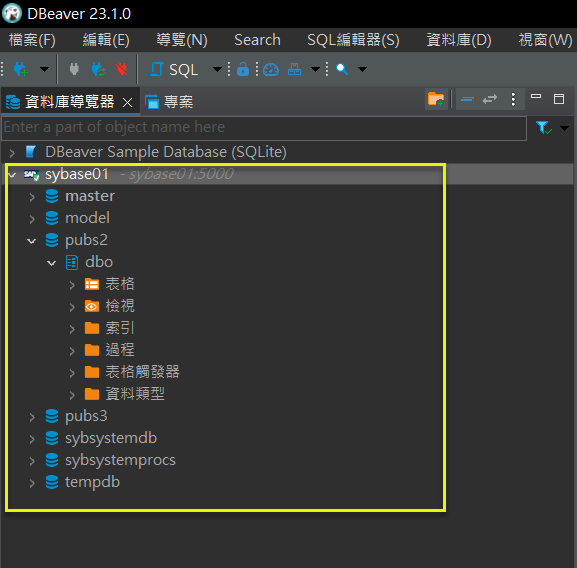 DBeaver 23.1.0
檔案(F) 編輯(E) 導覽(N) Search SQL編輯器(S) 資料庫(D) 視窗(W)
SQL
資料庫導覽器 專案
Enter a part of object name here
DBeaver Sample Database (SQLite)
SAP sybase01 - sybase01:5000
master
model
pubs2
dbo
表格
檢視
索引
過程
表格觸發器
資料類型
pubs3
sybsystemdb
sybsystemprocs
tempdb